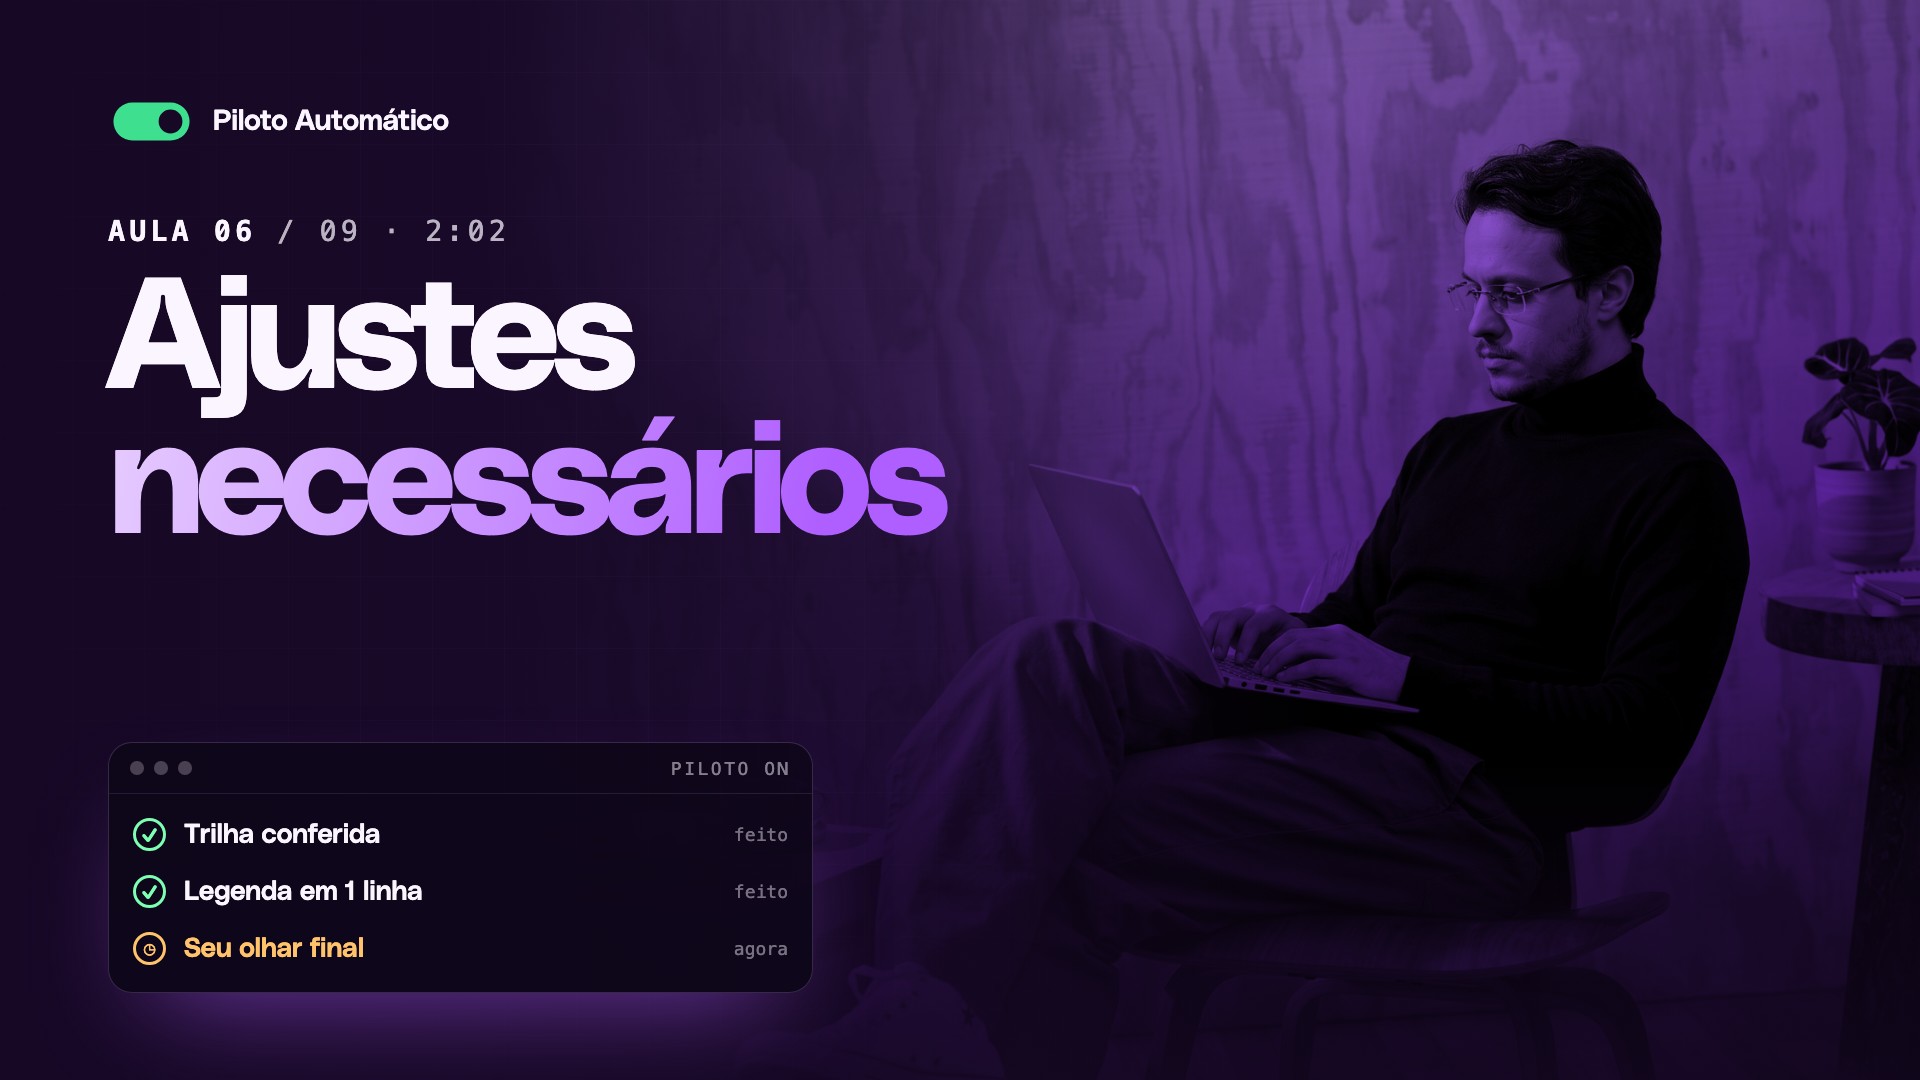 Piloto Automático
AULA 06 / 09 · 2:02
Ajustes
necessários
PILOTO ON
Trilha conferida feito
Legenda em 1 linha feito
Seu olhar final agora